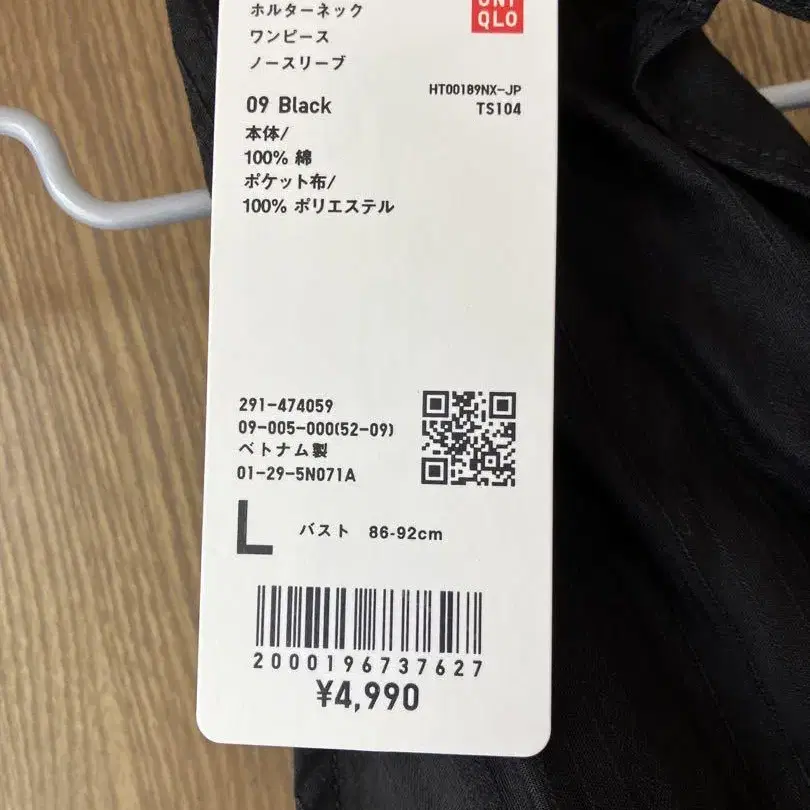 ホルターネック
UNI
QLO
ワンピース
ノースリーブ
HT00189NX-JP
09 Black
TS104
本体/
100% 綿
ポケット布/
100% ポリエステル
291-474059
09-005-000(52-09)
ベトナム製
01-29-5N071A
L バスト 86-92cm
2000196737627
¥4,990